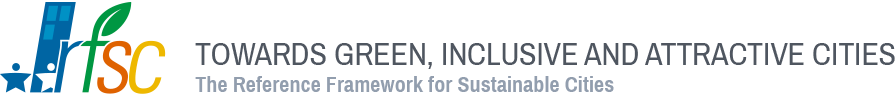 rfsc
TOWARDS GREEN, INCLUSIVE AND ATTRACTIVE CITIES
The Reference Framework for Sustainable Cities